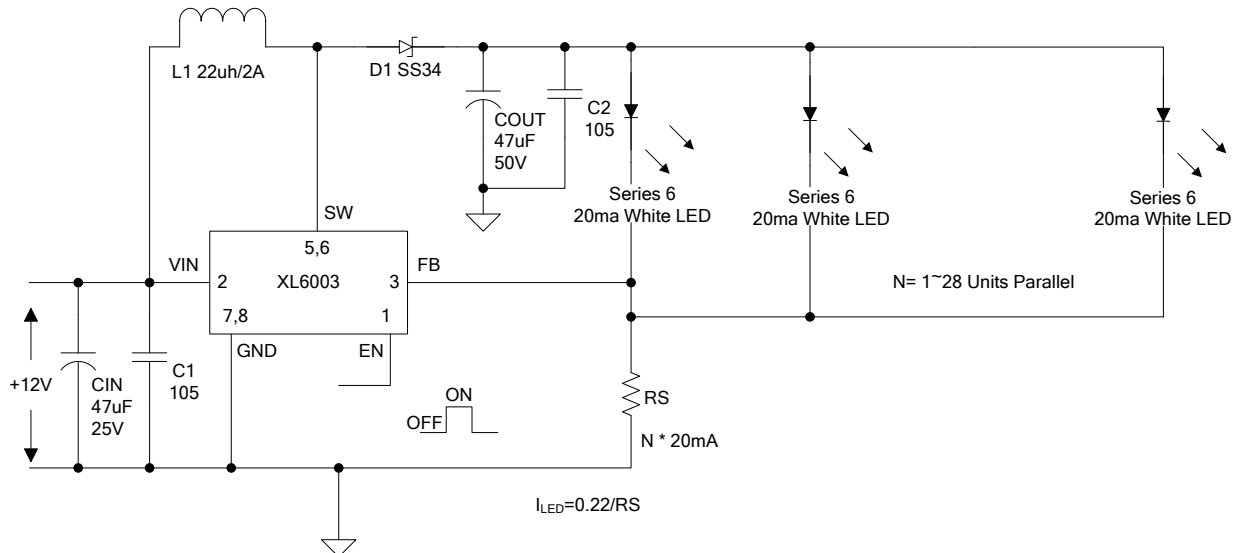 L1 22uh/2A
D1 SS34
COUT
47uF
50V
C2
105
Series 6
20ma White LED
Series 6
20ma White LED
Series 6
20ma White LED
SW
5,6
VIN
2
XL6003
3
FB
N= 1~28 Units Parallel
7,8
1
GND
EN
+12V
CIN
47uF
25V
C1
105
ON
OFF
RS
N * 20mA
ILED=0.22/RS